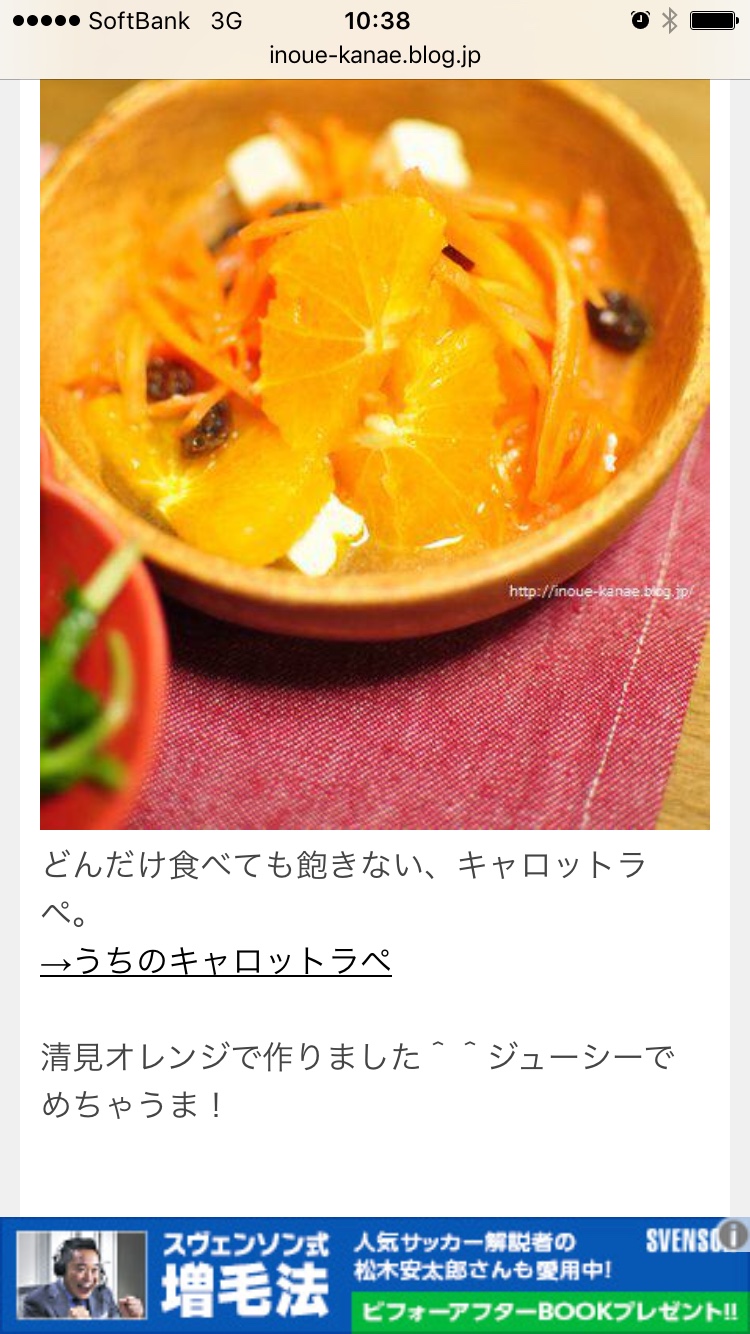 SoftBank 3G 10:38
inoue-kanae.blog.jp
http://inoue-kanae.blog.jp/
どんだけ食べても飽きない、キャロットラ
ペ。
→うちのキャロットラペ
清見オレンジで作りました＾＾ジューシーで
めちゃうま！
スヴェンソン式
増毛法
人気サッカー解説者の
松木安太郎さんも愛用中!
ビフォーアフターBOOKプレゼント!!